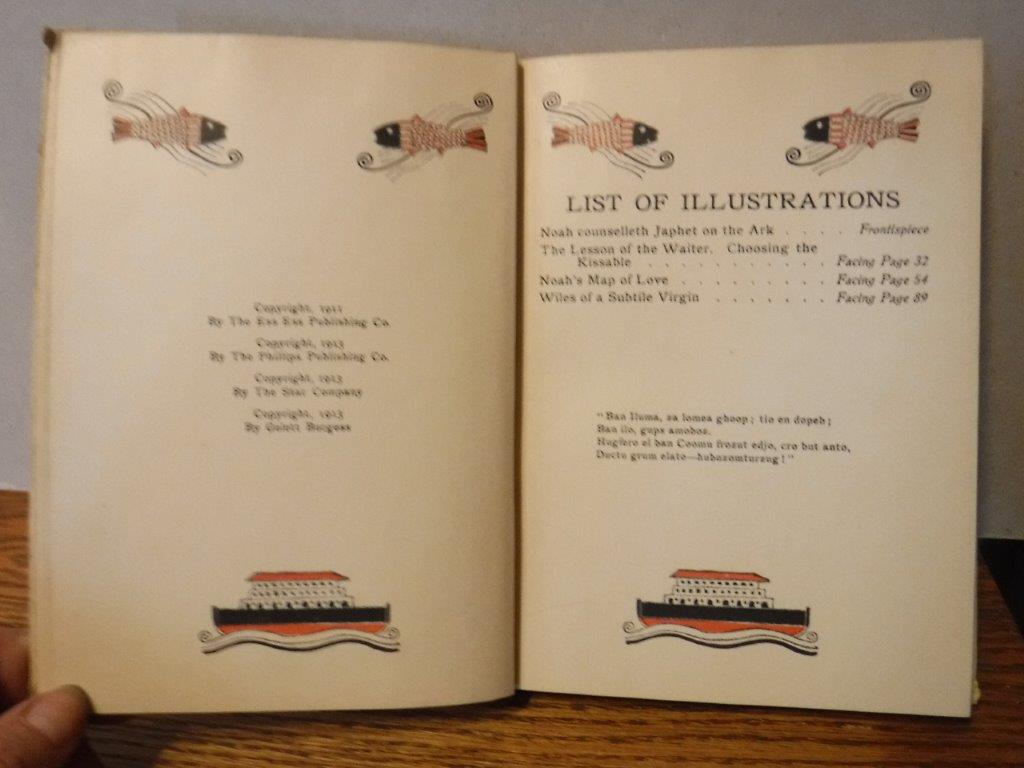 Copyright, 1911
By The Ess Ess Publishing Co.
Copyright, 1913
By The Phillips Publishing Co.
Copyright, 1913
By The Star Company
Copyright, 1913
By Gelett Burgess
LIST OF ILLUSTRATIONS
Noah counselleth Japhet on the Ark . . . . Frontispiece
The Lesson of the Waiter. Choosing the
Kissable . . . . . . . . . . . Facing Page 32
Noah's Map of Love . . . . . . . . . Facing Page 54
Wiles of a Subtile Virgin . . . . . . . Facing Page 89
"Ban Iluma, sa lomea ghoop; tio en dopeb;
Ban ilo, gups amoboz.
Hugfero el ban Coomu frozut edjo, cro but anto,
Ductu grum elato—